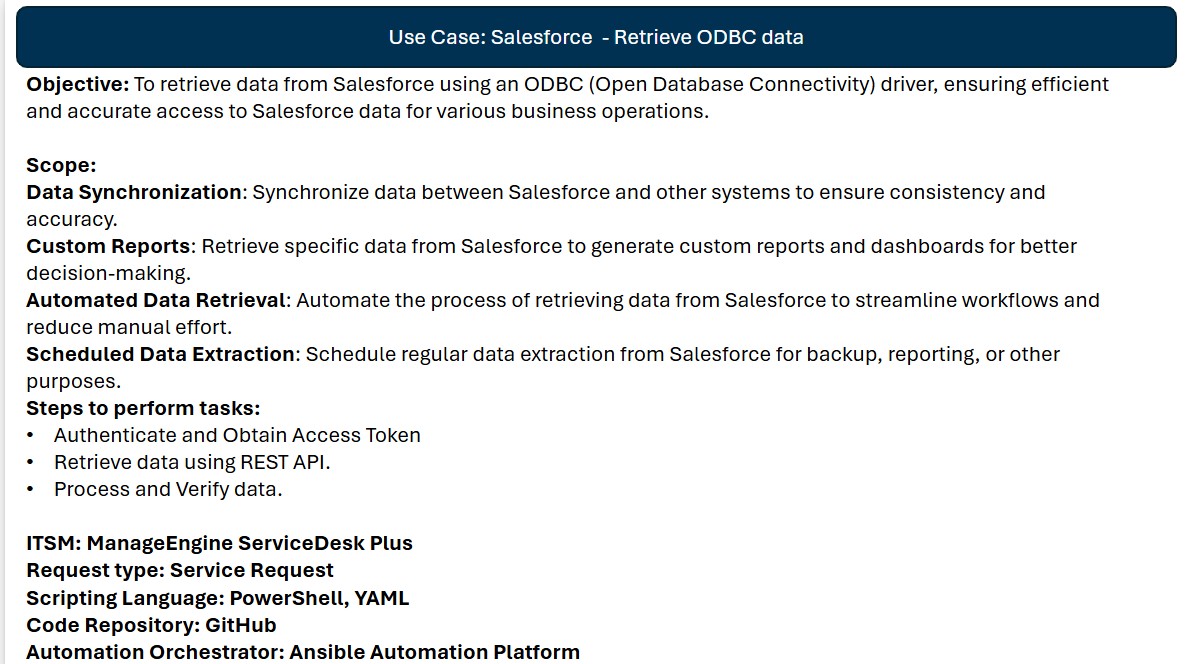 Use Case: Salesforce  - Retrieve ODBC data
Objective: To retrieve data from Salesforce using an ODBC (Open Database Connectivity) driver, ensuring efficient
and accurate access to Salesforce data for various business operations.
Scope:
Data Synchronization: Synchronize data between Salesforce and other systems to ensure consistency and
accuracy.
Custom Reports: Retrieve specific data from Salesforce to generate custom reports and dashboards for better
decision-making.
Automated Data Retrieval: Automate the process of retrieving data from Salesforce to streamline workflows and
reduce manual effort.
Scheduled Data Extraction: Schedule regular data extraction from Salesforce for backup, reporting, or other
purposes.
Steps to perform tasks:
• Authenticate and Obtain Access Token
• Retrieve data using REST API.
• Process and Verify data.
ITSM: ManageEngine ServiceDesk Plus
Request type: Service Request
Scripting Language: PowerShell, YAML
Code Repository: GitHub
Automation Orchestrator: Ansible Automation Platform